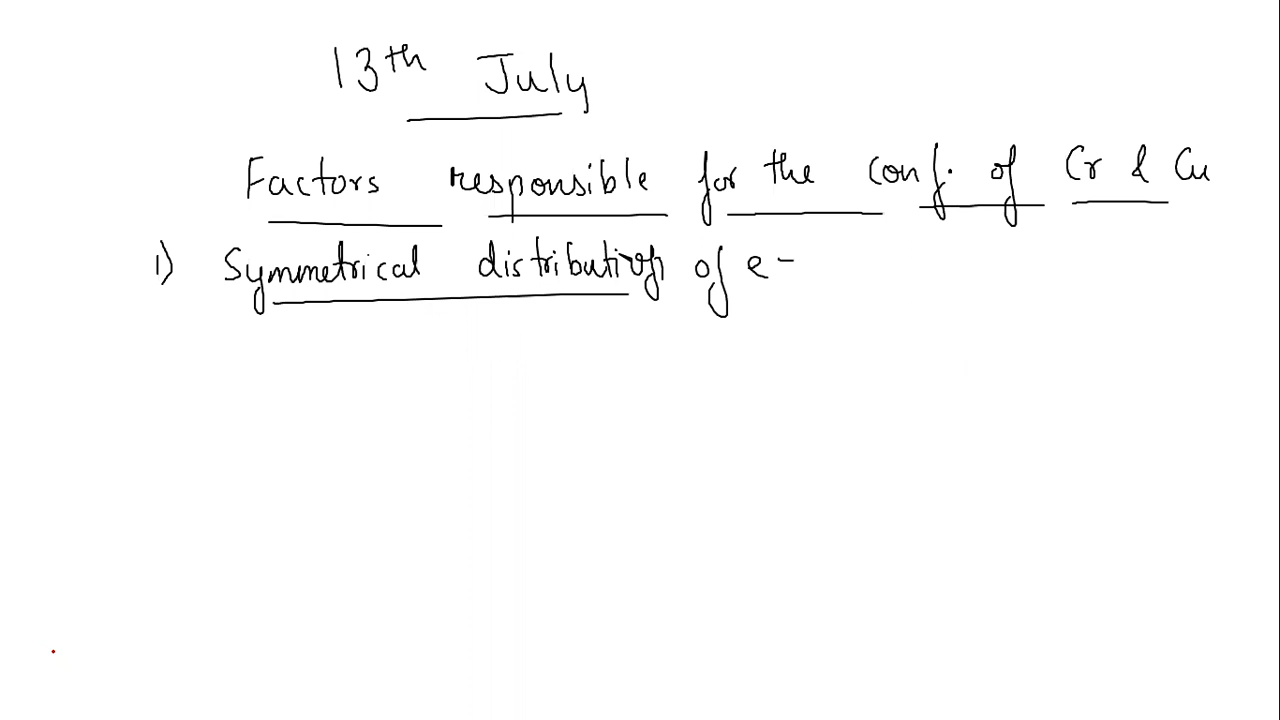 13th July
Factors responsible for the conf. of Cr & Cu
1) Symmetrical distribution of e-